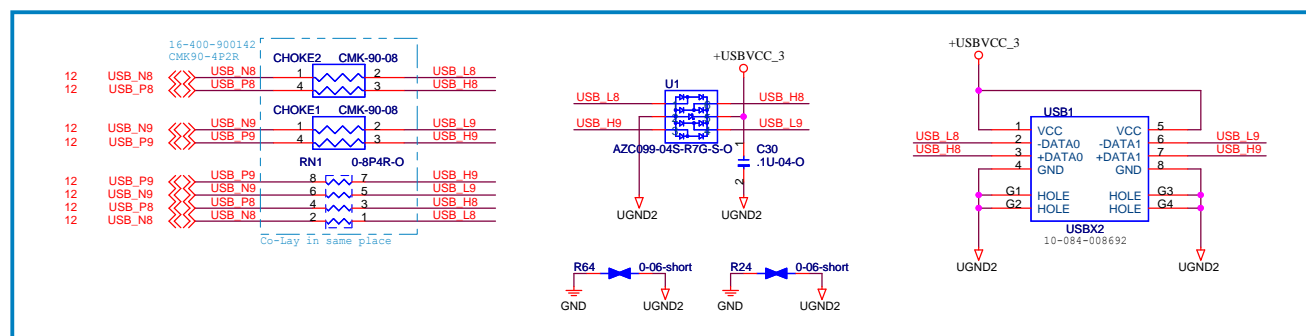 16-400-900142
CMK90-4P2R
CHOKE2 CMK-90-08
12 USB_N8 USB_N8 1 2 USB_L8
12 USB_P8 USB_P8 4 3 USB_H8
CHOKE1 CMK-90-08
12 USB_N9 USB_N9 1 2 USB_L9
12 USB_P9 USB_P9 4 3 USB_H9
RN1 0-8P4R-O
12 USB_P9 USB_P9 8 7 USB_H9
12 USB_N9 USB_N9 6 5 USB_L9
12 USB_P8 USB_P8 4 3 USB_H8
12 USB_N8 USB_N8 2 1 USB_L8
Co-Lay in same place
+USBVCC_3
U1
USB_L8 USB_H8
USB_H9 USB_L9
AZC099-04S-R7G-S-O
1 C30
.1U-04-O
2
UGND2 UGND2
R64 0-06-short
GND UGND2
R24 0-06-short
GND UGND2
+USBVCC_3
USB1
1 VCC VCC 5
USB_L8 2 -DATA0 -DATA1 6 USB_L9
USB_H8 3 +DATA0 +DATA1 7 USB_H9
4 GND GND 8
G1 HOLE HOLE G3
G2 HOLE HOLE G4
USBX2
10-084-008692
UGND2 UGND2